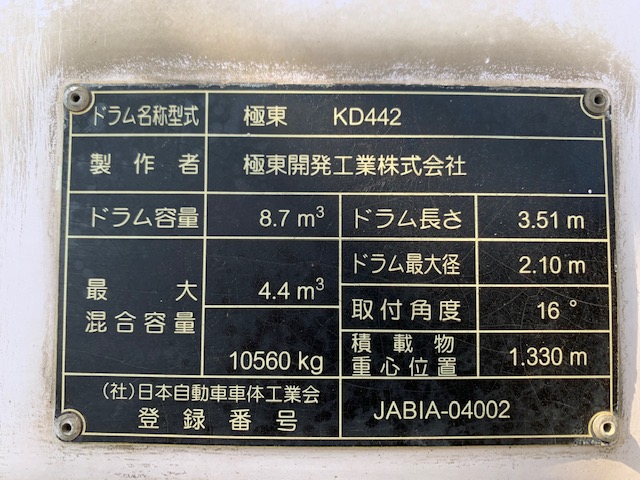 ドラム名称型式 極東 KD442
製作者 極東開発工業株式会社
ドラム容量 8.7 m³ ドラム長さ 3.51 m
ドラム最大径 2.10 m
最大 4.4 m³
混合容量
取付角度 16 °
10560 kg
積載物 1.330 m
重心位置
(社)日本自動車車体工業会
登録番号 JABIA-04002